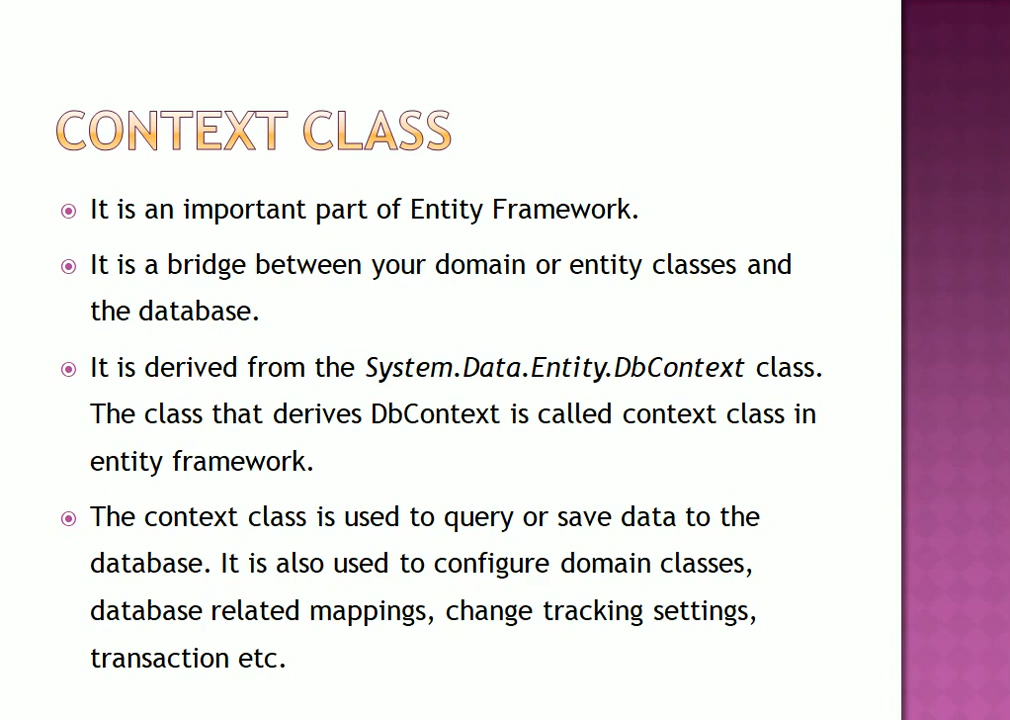 CONTEXT CLASS
It is an important part of Entity Framework.
It is a bridge between your domain or entity classes and
the database.
It is derived from the System.Data.Entity.DbContext class.
The class that derives DbContext is called context class in
entity framework.
The context class is used to query or save data to the
database. It is also used to configure domain classes,
database related mappings, change tracking settings,
transaction etc.